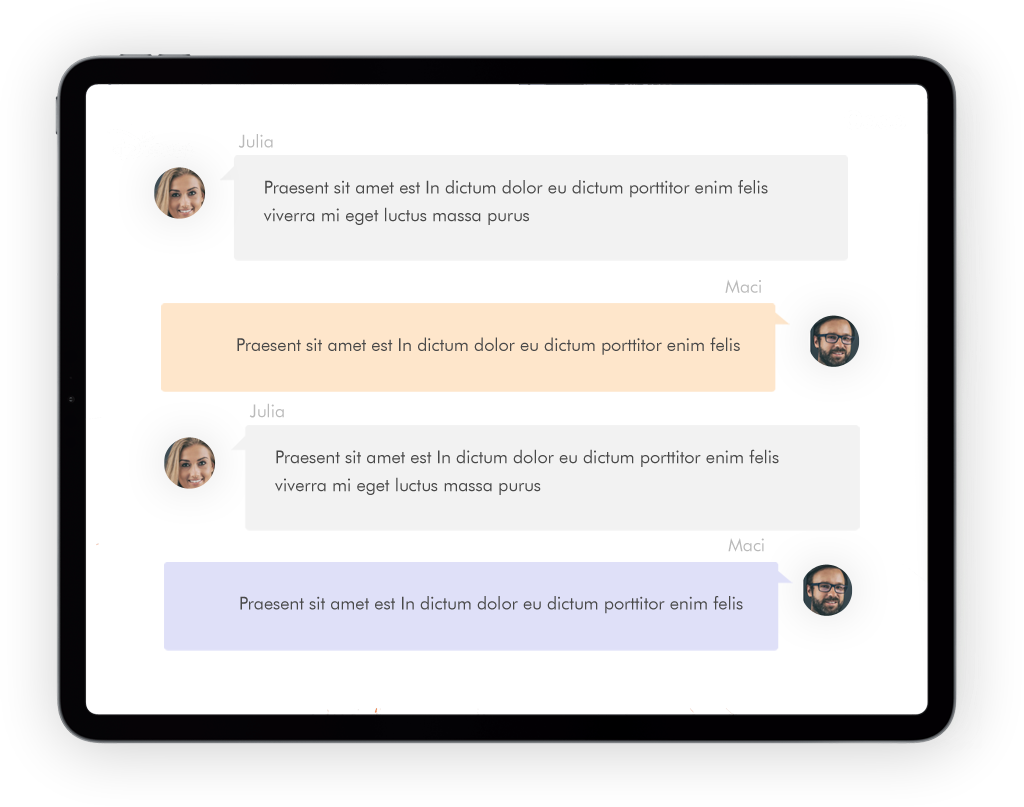 Julia
Praesent sit amet est In dictum dolor eu dictum porttitor enim felis
viverra mi eget luctus massa purus
Maci
Praesent sit amet est In dictum dolor eu dictum porttitor enim felis
Julia
Praesent sit amet est In dictum dolor eu dictum porttitor enim felis
viverra mi eget luctus massa purus
Maci
Praesent sit amet est In dictum dolor eu dictum porttitor enim felis